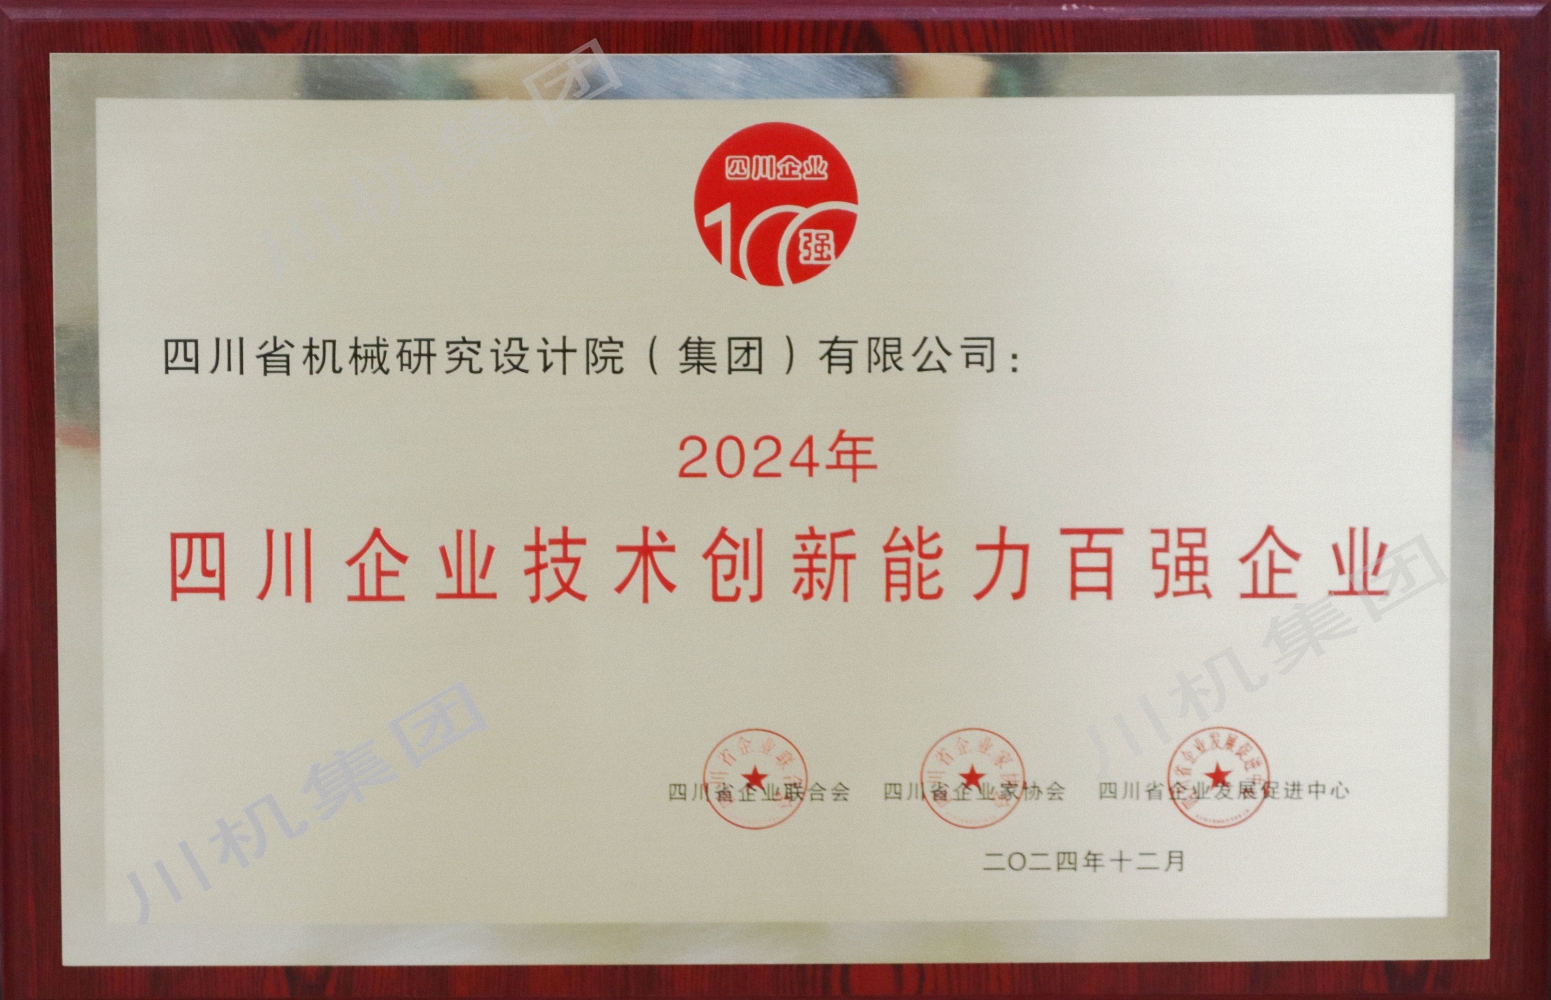 四川企业
100强
四川省机械研究设计院（集团）有限公司：
2024年
四川企业技术创新能力百强企业
四川省企业联合会 四川省企业家协会 四川省企业发展促进中心
二〇二四年十二月
川机集团
川机集团
川机集团